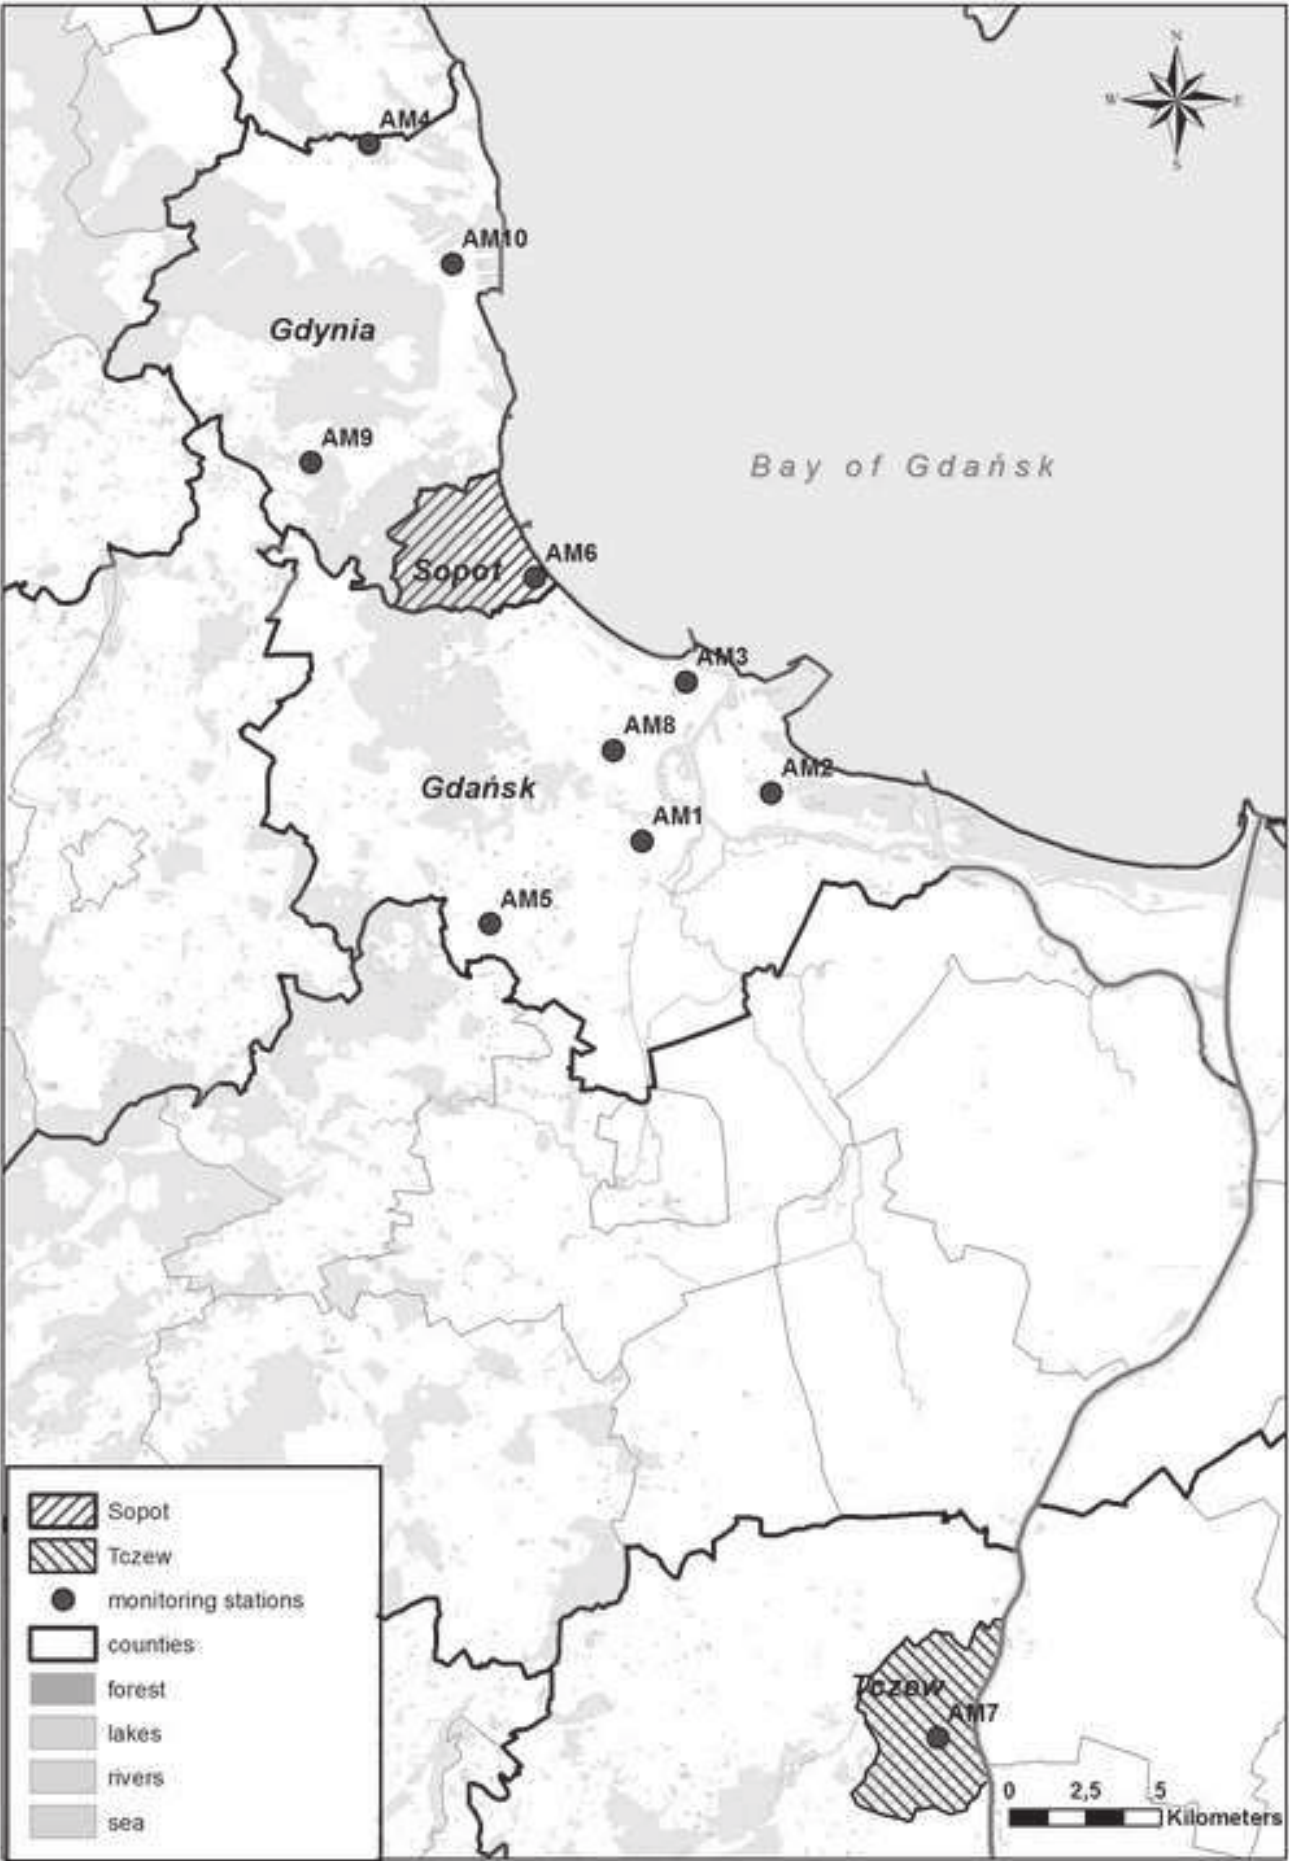 N
W E
S
AM4
AM10
Gdynia
AM9
Bay of Gdańsk
AM6
Sopot
AM3
AM8
AM2
Gdańsk
AM1
AM5
Sopot
Tczew
monitoring stations
counties
forest
lakes
rivers
sea
Tczew
AM7
0 2,5 5
Kilometers